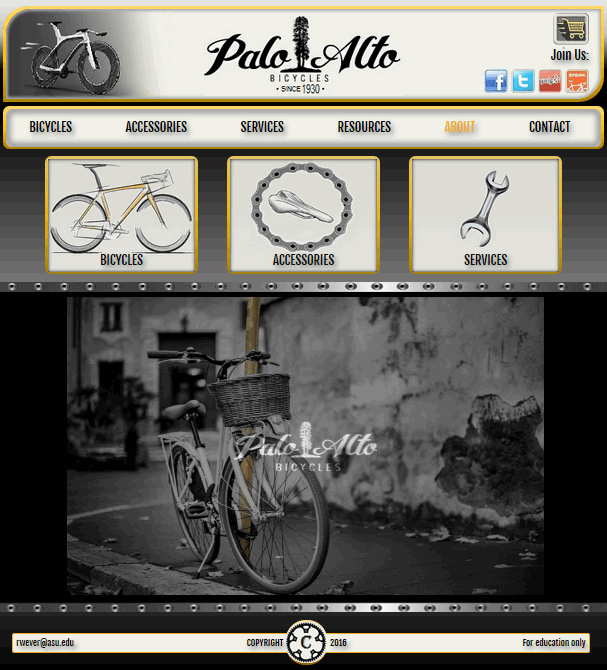 Palo Alto
BICYCLES
• SINCE 1930 •
Join Us:
BICYCLES ACCESSORIES SERVICES RESOURCES ABOUT CONTACT
BICYCLES ACCESSORIES SERVICES
Palo Alto
BICYCLES
rwever@asu.edu COPYRIGHT C 2016 For education only